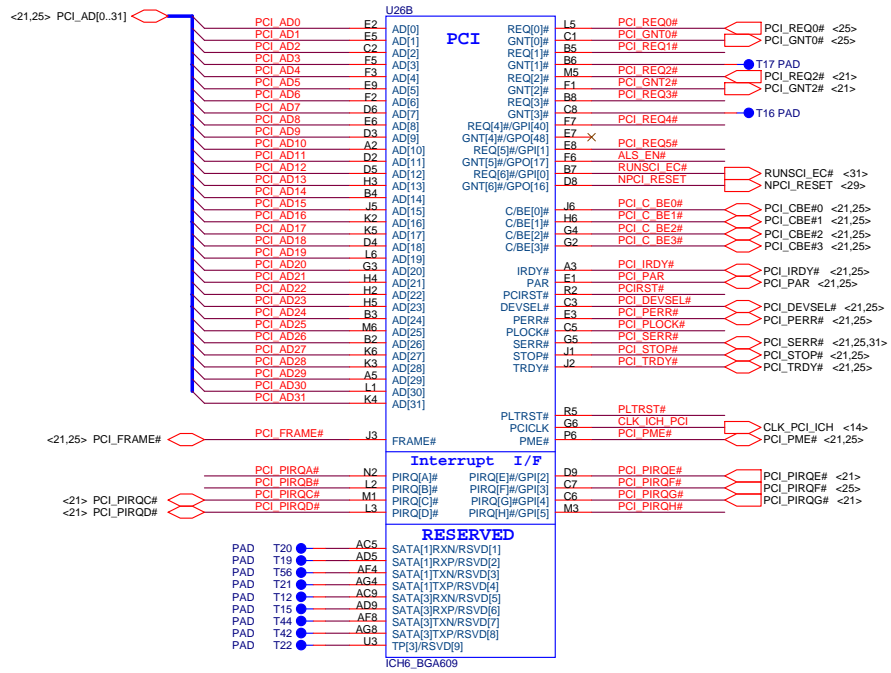 U26B
<21,25> PCI_AD[0..31]
PCI
PCI_AD0 E2 AD[0] REQ[0]# L5 PCI_REQ0# PCI_REQ0# <25>
PCI_AD1 E5 AD[1] GNT[0]# C1 PCI_GNT0# PCI_GNT0# <25>
PCI_AD2 C2 AD[2] REQ[1]# B5 PCI_REQ1#
PCI_AD3 F5 AD[3] GNT[1]# B6 T17 PAD
PCI_AD4 F3 AD[4] REQ[2]# M5 PCI_REQ2# PCI_REQ2# <21>
PCI_AD5 E9 AD[5] GNT[2]# F1 PCI_GNT2# PCI_GNT2# <21>
PCI_AD6 F2 AD[6] REQ[3]# B8 PCI_REQ3#
PCI_AD7 D6 AD[7] GNT[3]# C8 T16 PAD
PCI_AD8 E6 AD[8] REQ[4]#/GPI[40] F7 PCI_REQ4#
PCI_AD9 D3 AD[9] GNT[4]#/GPO[48] E7
PCI_AD10 A2 AD[10] REQ[5]#/GPI[1] E8 PCI_REQ5#
PCI_AD11 D2 AD[11] GNT[5]#/GPO[17] F6 ALS_EN#
PCI_AD12 D5 AD[12] REQ[6]#/GPI[0] B7 RUNSCI_EC# RUNSCI_EC# <31>
PCI_AD13 H3 AD[13] GNT[6]#/GPO[16] D8 NPCI_RESET NPCI_RESET <29>
PCI_AD14 B4 AD[14]
PCI_AD15 J5 AD[15] C/BE[0]# J6 PCI_C_BE0# PCI_CBE#0 <21,25>
PCI_AD16 K2 AD[16] C/BE[1]# H6 PCI_C_BE1# PCI_CBE#1 <21,25>
PCI_AD17 K5 AD[17] C/BE[2]# G4 PCI_C_BE2# PCI_CBE#2 <21,25>
PCI_AD18 D4 AD[18] C/BE[3]# G2 PCI_C_BE3# PCI_CBE#3 <21,25>
PCI_AD19 L6 AD[19]
PCI_AD20 G3 AD[20] IRDY# A3 PCI_IRDY# PCI_IRDY# <21,25>
PCI_AD21 H4 AD[21] PAR E1 PCI_PAR PCI_PAR <21,25>
PCI_AD22 H2 AD[22] PCIRST# R2 PCIRST#
PCI_AD23 H5 AD[23] DEVSEL# C3 PCI_DEVSEL# PCI_DEVSEL# <21,25>
PCI_AD24 B3 AD[24] PERR# E3 PCI_PERR# PCI_PERR# <21,25>
PCI_AD25 M6 AD[25] PLOCK# C5 PCI_PLOCK#
PCI_AD26 B2 AD[26] SERR# G5 PCI_SERR# PCI_SERR# <21,25,31>
PCI_AD27 K6 AD[27] STOP# J1 PCI_STOP# PCI_STOP# <21,25>
PCI_AD28 K3 AD[28] TRDY# J2 PCI_TRDY# PCI_TRDY# <21,25>
PCI_AD29 A5 AD[29]
PCI_AD30 L1 AD[30]
PCI_AD31 K4 AD[31]
PLTRST# R5 PLTRST#
PCICLK G6 CLK_ICH_PCI CLK_PCI_ICH <14>
<21,25> PCI_FRAME# PCI_FRAME# J3 FRAME# PME# P6 PCI_PME# PCI_PME# <21,25>
Interrupt I/F
PCI_PIRQA# N2 PIRQ[A]# PIRQ[E]#/GPI[2] D9 PCI_PIRQE# PCI_PIRQE# <21>
PCI_PIRQB# L2 PIRQ[B]# PIRQ[F]#/GPI[3] C7 PCI_PIRQF# PCI_PIRQF# <25>
<21> PCI_PIRQC# PCI_PIRQC# M1 PIRQ[C]# PIRQ[G]#/GPI[4] C6 PCI_PIRQG# PCI_PIRQG# <21>
<21> PCI_PIRQD# PCI_PIRQD# L3 PIRQ[D]# PIRQ[H]#/GPI[5] M3 PCI_PIRQH#
RESERVED
PAD T20 AC5 SATA[1]RXN/RSVD[1]
PAD T19 AD5 SATA[1]RXP/RSVD[2]
PAD T56 AF4 SATA[1]TXN/RSVD[3]
PAD T21 AG4 SATA[1]TXP/RSVD[4]
PAD T12 AC9 SATA[3]RXN/RSVD[5]
PAD T15 AD9 SATA[3]RXP/RSVD[6]
PAD T44 AF8 SATA[3]TXN/RSVD[7]
PAD T42 AG8 SATA[3]TXP/RSVD[8]
PAD T22 U3 TP[3]/RSVD[9]
ICH6_BGA609